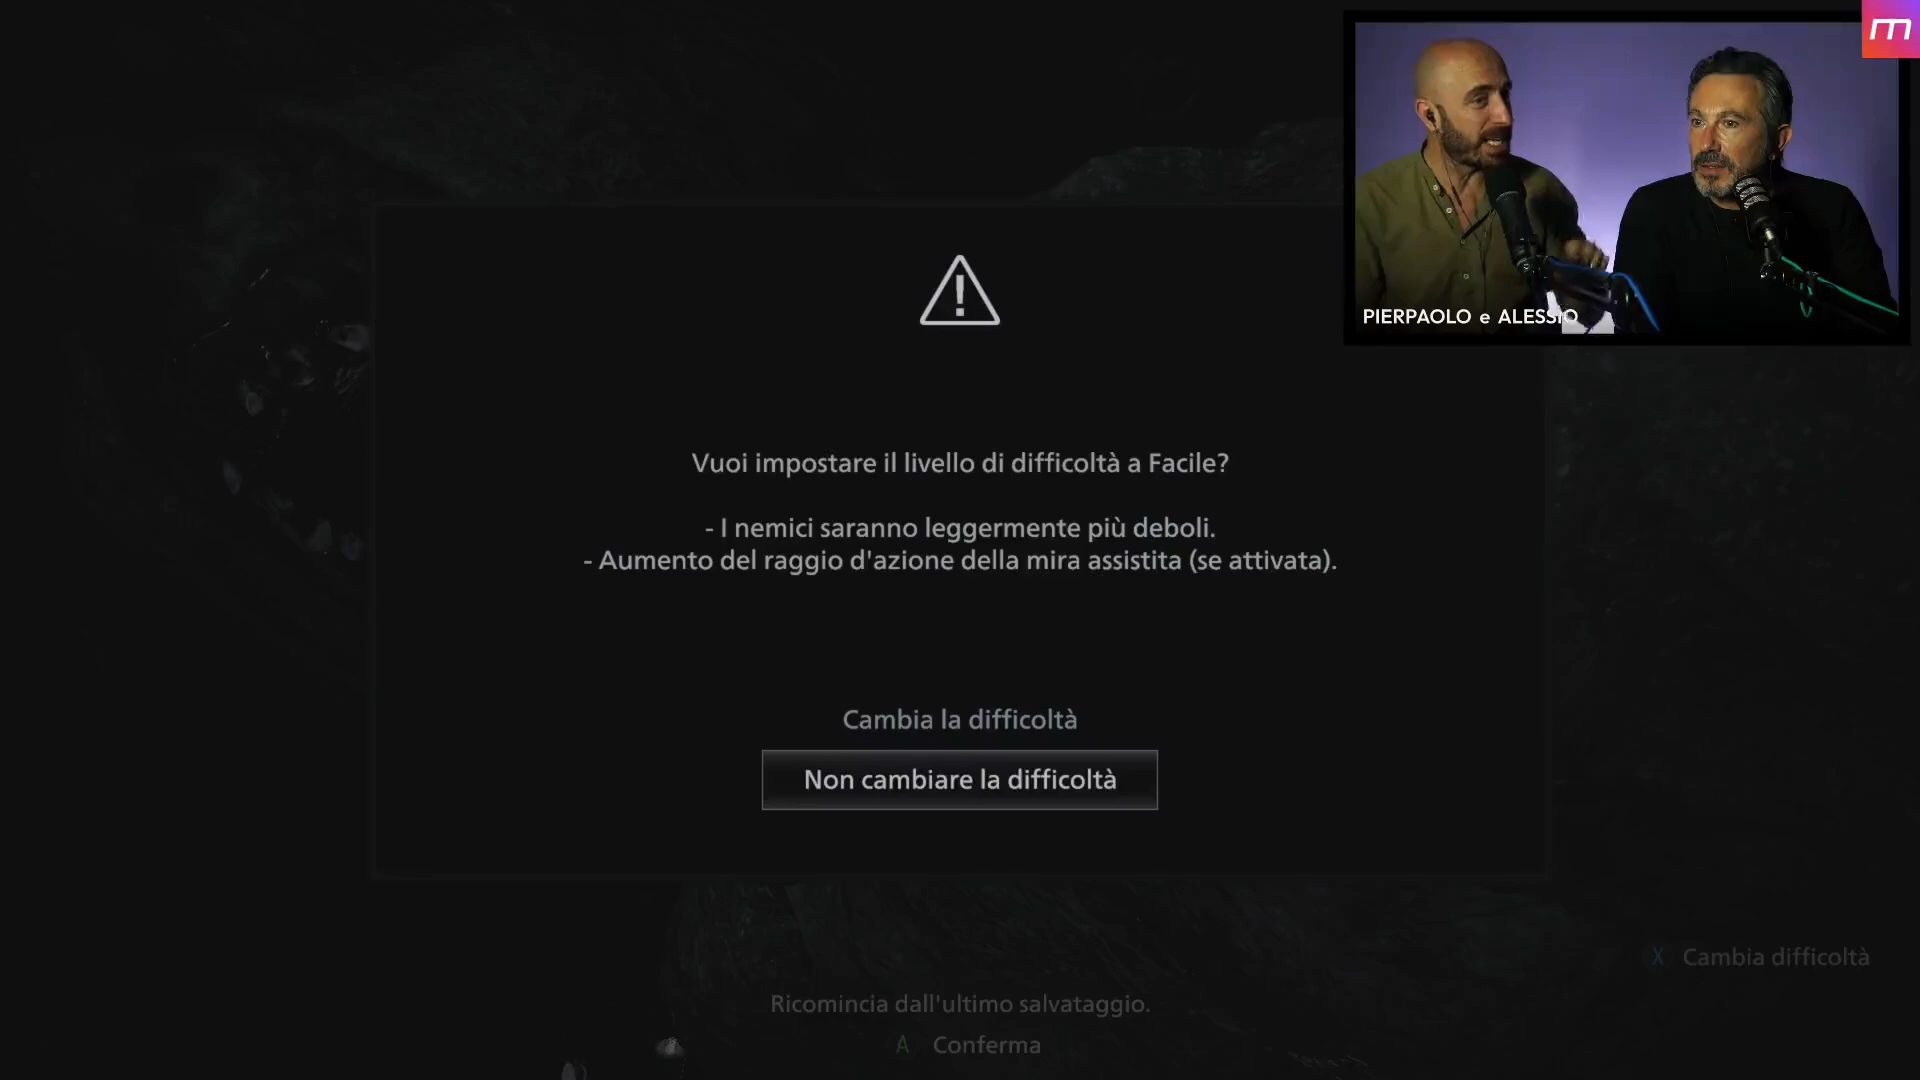 m
PIERPAOLO e ALESSIO
Vuoi impostare il livello di difficoltà a Facile?
- I nemici saranno leggermente più deboli.
- Aumento del raggio d'azione della mira assistita (se attivata).
Cambia la difficoltà
Non cambiare la difficoltà
X Cambia difficoltà
Ricomincia dall'ultimo salvataggio.
A Conferma